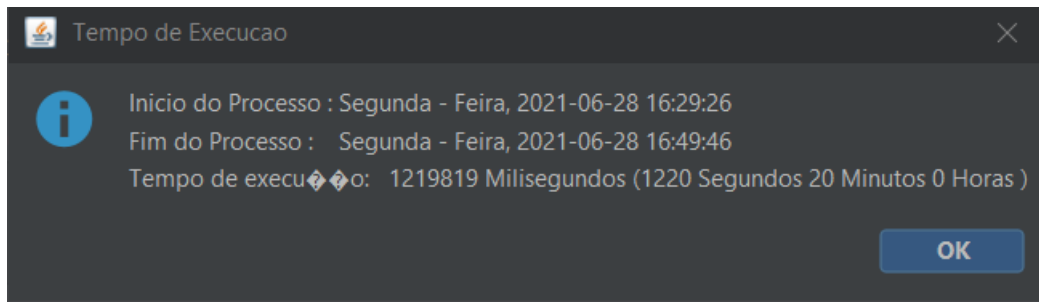 Tempo de Execucao
Inicio do Processo : Segunda - Feira, 2021-06-28 16:29:26
Fim do Processo : Segunda - Feira, 2021-06-28 16:49:46
Tempo de execu��o: 1219819 Milisegundos (1220 Segundos 20 Minutos 0 Horas )
OK